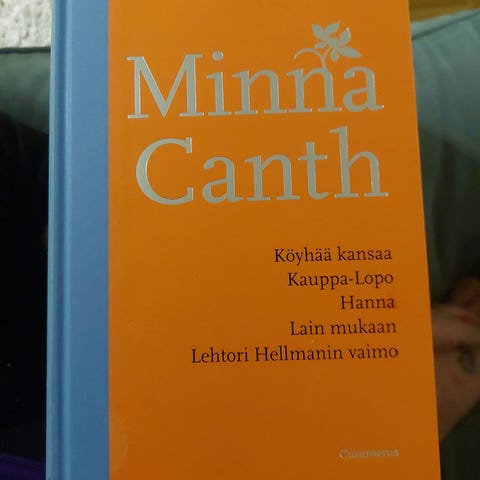 Minna
Canth
Köyhää kansaa
Kauppa-Lopo
Hanna
Lain mukaan
Lehtori Hellmanin vaimo
Gummerus